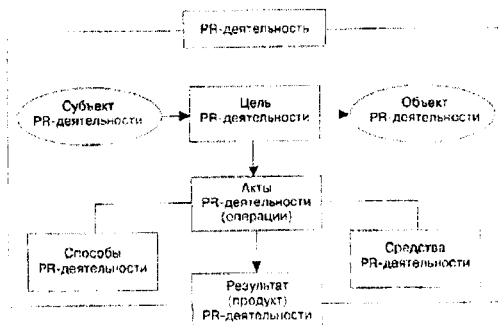 PR-деятельность
Субъект
PR-деятельности
Цель
PR-деятельности
Объект
PR-деятельности
Акты
PR-деятельности
(операции)
Способы
PR-деятельности
Средства
PR-деятельности
Результат
(продукт)
PR-деятельности